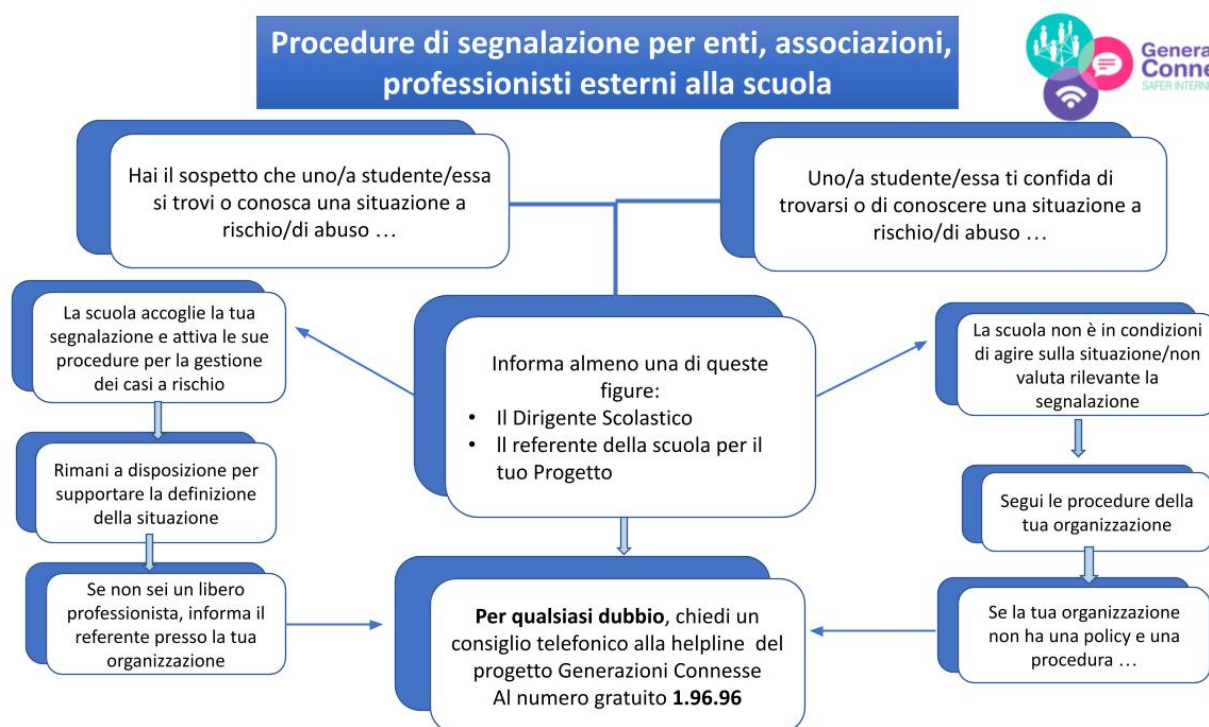 Procedure di segnalazione per enti, associazioni,
professionisti esterni alla scuola
Genera
Conne
SAFER INTERN
Hai il sospetto che uno/a studente/essa
si trovi o conosca una situazione a
rischio/di abuso …
Uno/a studente/essa ti confida di
trovarsi o di conoscere una situazione a
rischio/di abuso …
La scuola accoglie la tua
segnalazione e attiva le sue
procedure per la gestione
dei casi a rischio
Informa almeno una di queste
figure:
• Il Dirigente Scolastico
• Il referente della scuola per il
tuo Progetto
La scuola non è in condizioni
di agire sulla situazione/non
valuta rilevante la
segnalazione
Rimani a disposizione per
supportare la definizione
della situazione
Segui le procedure della
tua organizzazione
Se non sei un libero
professionista, informa il
referente presso la tua
organizzazione
Per qualsiasi dubbio, chiedi un
consiglio telefonico alla helpline del
progetto Generazioni Connesse
Al numero gratuito 1.96.96
Se la tua organizzazione
non ha una policy e una
procedura …